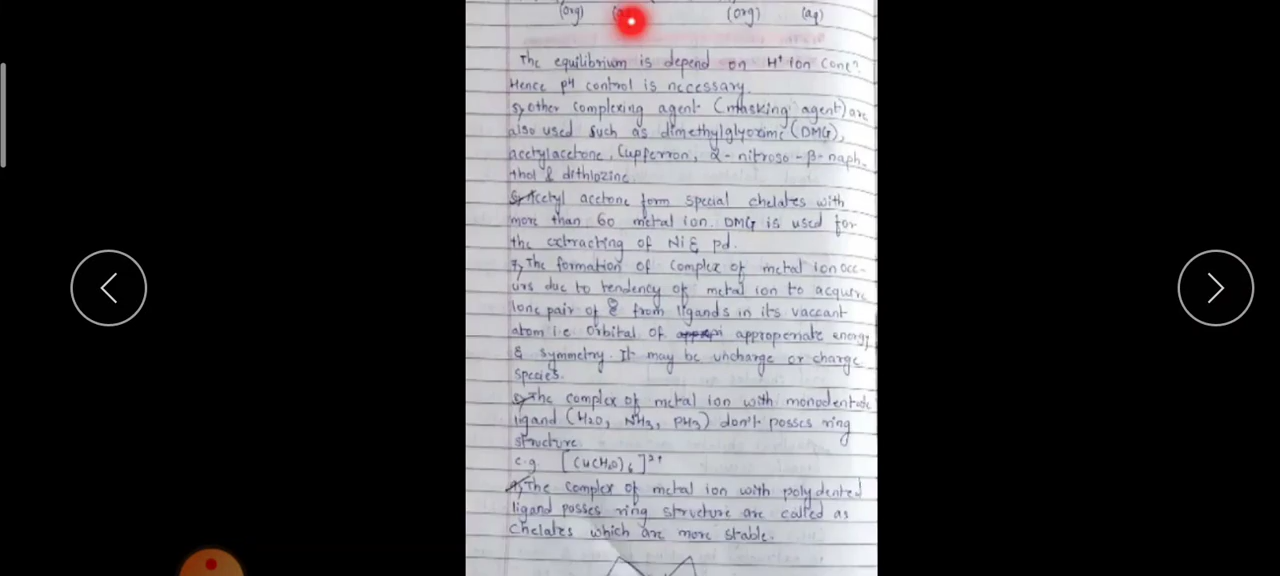 (org) (org) (aq)
The equilibrium is depend on H⁺ ion concⁿ.
Hence pH control is necessary.
5, other complexing agent (masking agent) are
also used such as dimethylglyoxime (DMG),
acetylacetone, Cupferron, α-nitroso-β-naph-
thol & dithiozine.
6, Acetyl acetone form special chelates with
more than 60 metal ion. DMG is used for
the extracting of Ni & pd.
7, The formation of complex of metal ion occ-
urs due to tendency of metal ion to acquire
lone pair of e̅ from ligands in its vaccant
atom i.e orbital of appropriate energy
& symmetry. It may be uncharge or charge
species.
The complex of metal ion with monodentate
ligand (H2O, NH3, PH3) don't posses ring
structure.
e.g. [Cu(H2O)6]²⁺
9, The complex of metal ion with polydented
ligand posses ring structure are called as
chelates which are more stable.